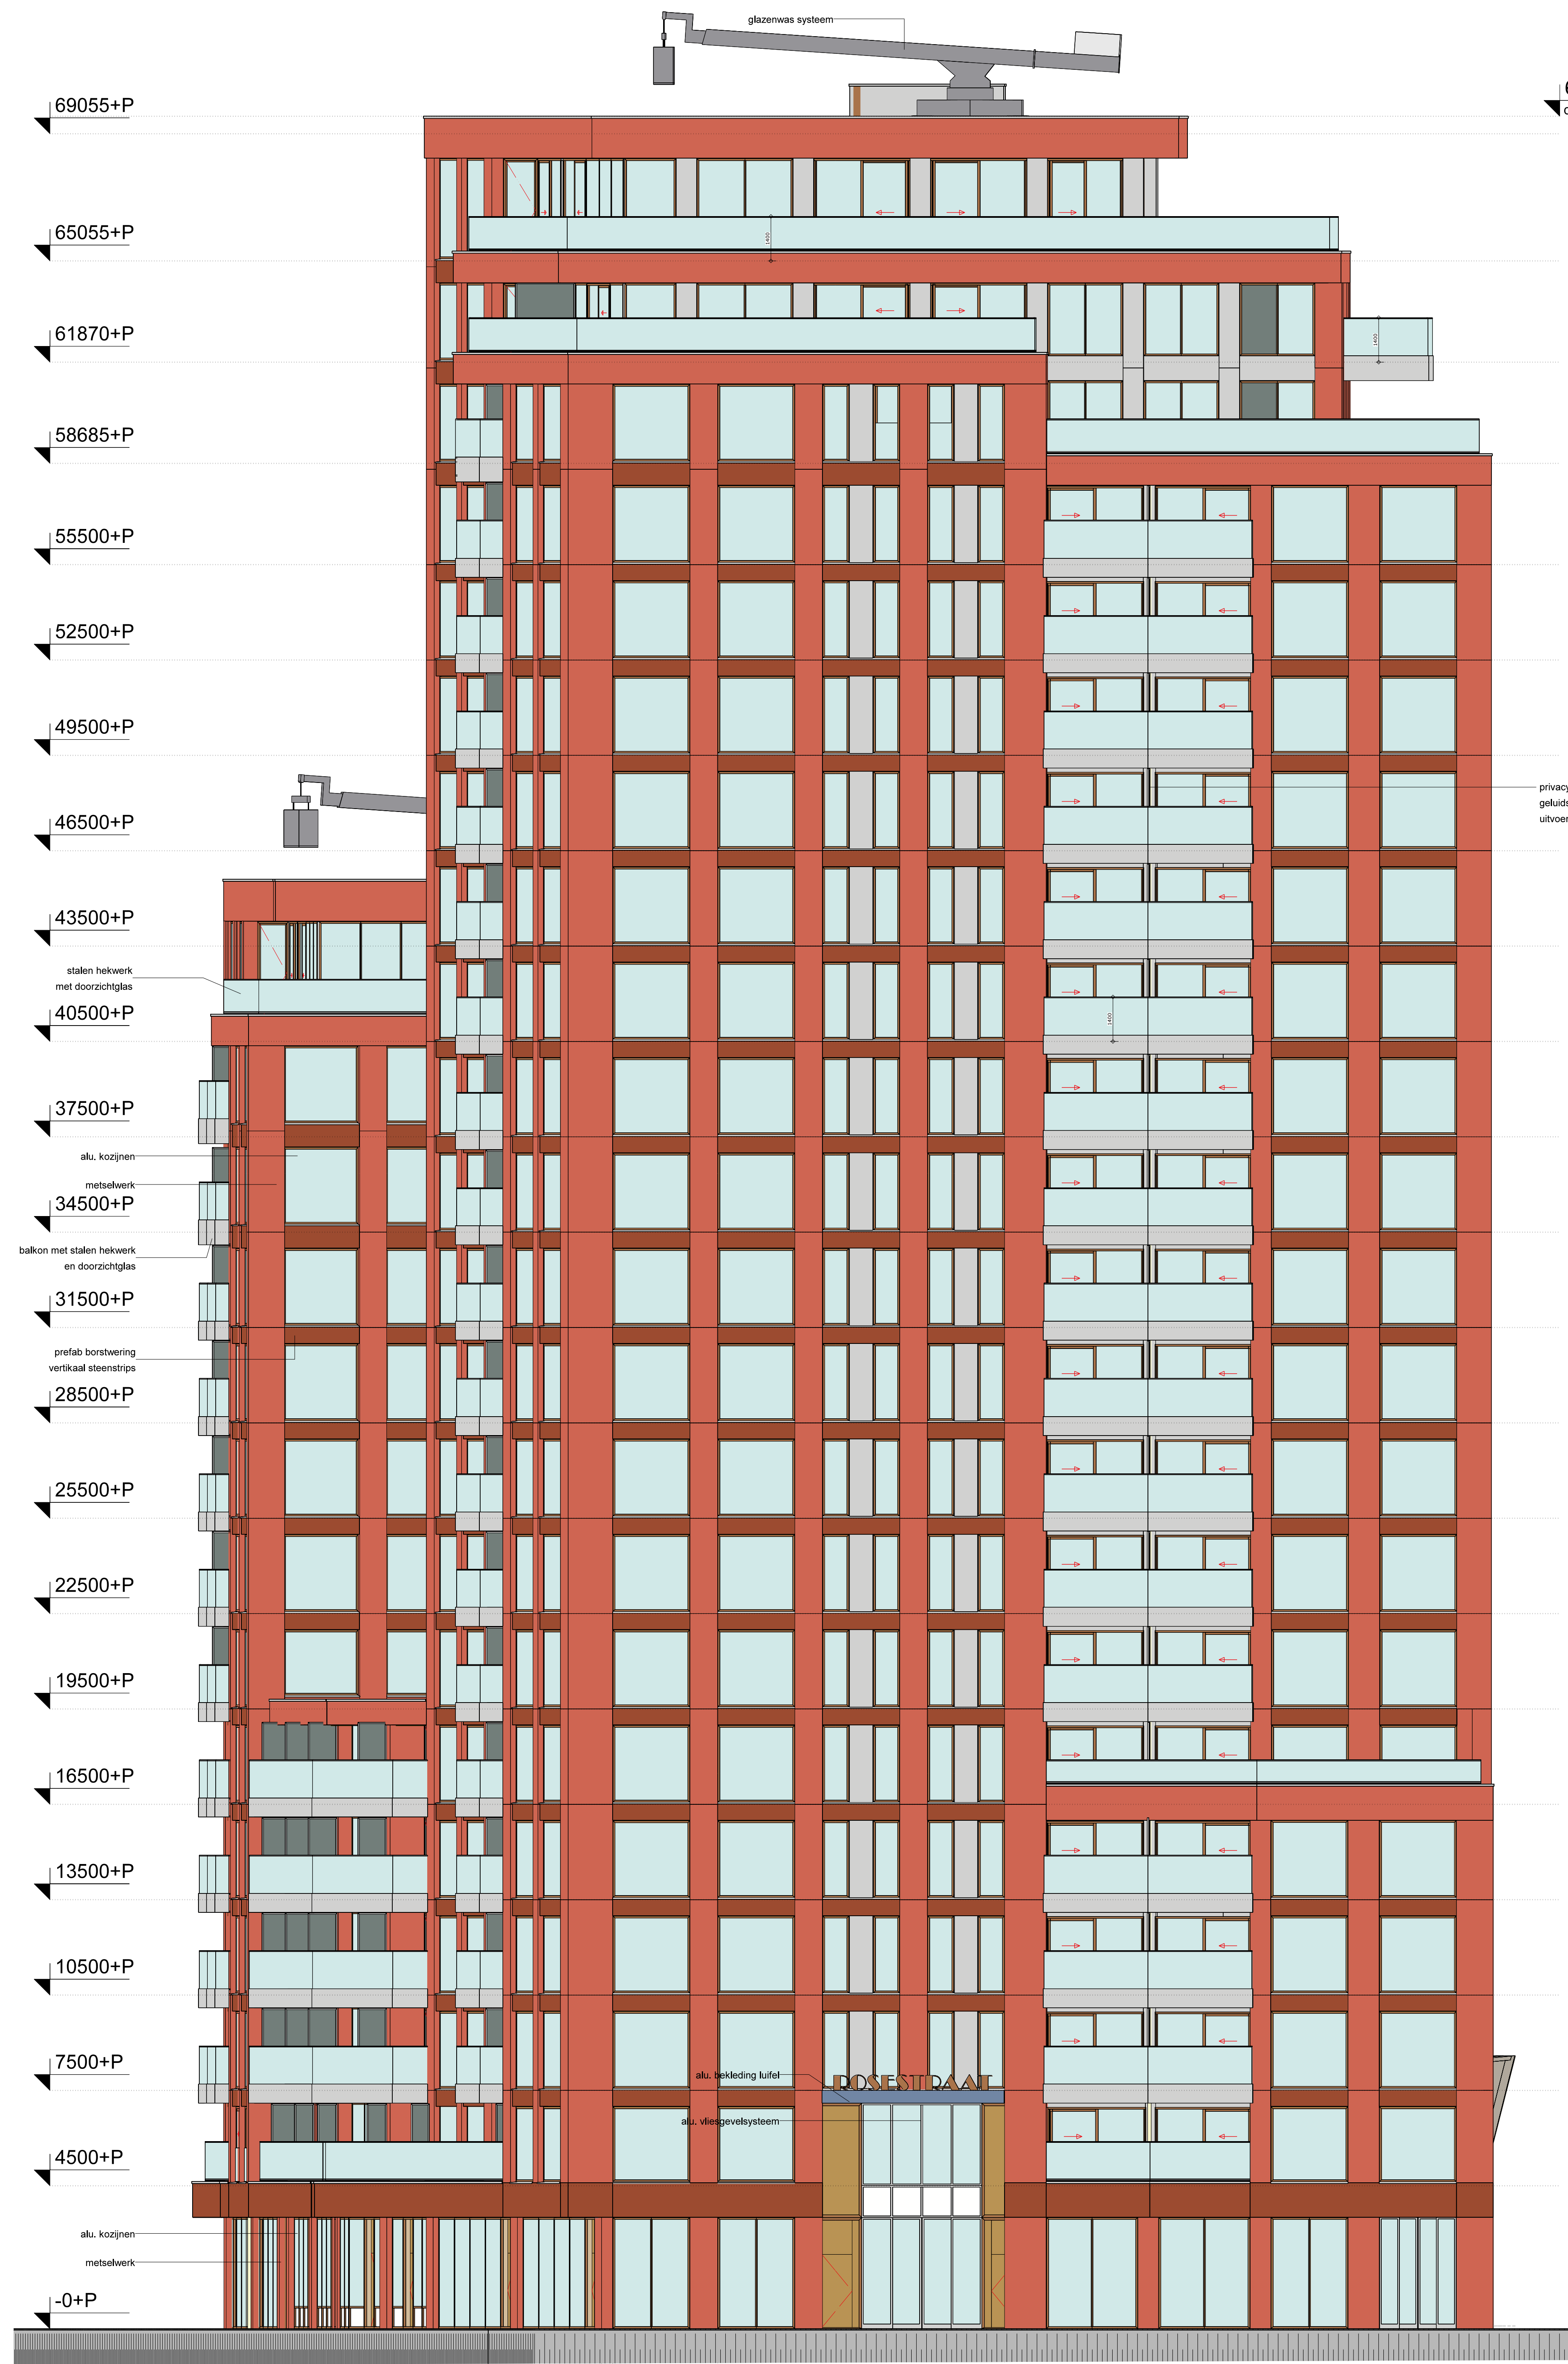 glazenwas systeem
69055+P
65055+P
1400
61870+P
1400
58685+P
55500+P
52500+P
49500+P
privacy
geluids
uitvoer
46500+P
43500+P
stalen hekwerk
met doorzichtglas
40500+P
1400
37500+P
alu. kozijnen
metselwerk
34500+P
balkon met stalen hekwerk
en doorzichtglas
31500+P
prefab borstwering
vertikaal steenstrips
28500+P
25500+P
22500+P
19500+P
16500+P
13500+P
10500+P
7500+P
alu. bekleding luifel
ROSESTRAAT
alu. vliesgevelsysteem
4500+P
alu. kozijnen
metselwerk
-0+P